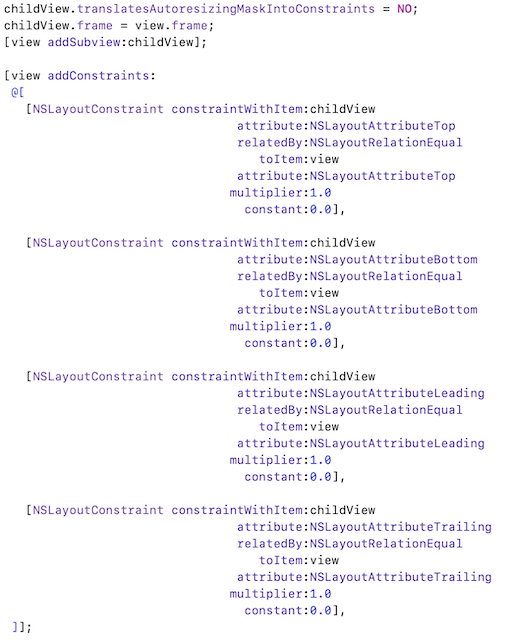 childView.translatesAutoresizingMaskIntoConstraints = NO;
childView.frame = view.frame;
[view addSubview:childView];

[view addConstraints:
 @[
   [NSLayoutConstraint constraintWithItem:childView
                                attribute:NSLayoutAttributeTop
                                relatedBy:NSLayoutRelationEqual
                                   toItem:view
                                attribute:NSLayoutAttributeTop
                               multiplier:1.0
                                 constant:0.0],

   [NSLayoutConstraint constraintWithItem:childView
                                attribute:NSLayoutAttributeBottom
                                relatedBy:NSLayoutRelationEqual
                                   toItem:view
                                attribute:NSLayoutAttributeBottom
                               multiplier:1.0
                                 constant:0.0],

   [NSLayoutConstraint constraintWithItem:childView
                                attribute:NSLayoutAttributeLeading
                                relatedBy:NSLayoutRelationEqual
                                   toItem:view
                                attribute:NSLayoutAttributeLeading
                               multiplier:1.0
                                 constant:0.0],

   [NSLayoutConstraint constraintWithItem:childView
                                attribute:NSLayoutAttributeTrailing
                                relatedBy:NSLayoutRelationEqual
                                   toItem:view
                                attribute:NSLayoutAttributeTrailing
                               multiplier:1.0
                                 constant:0.0],
 ]];